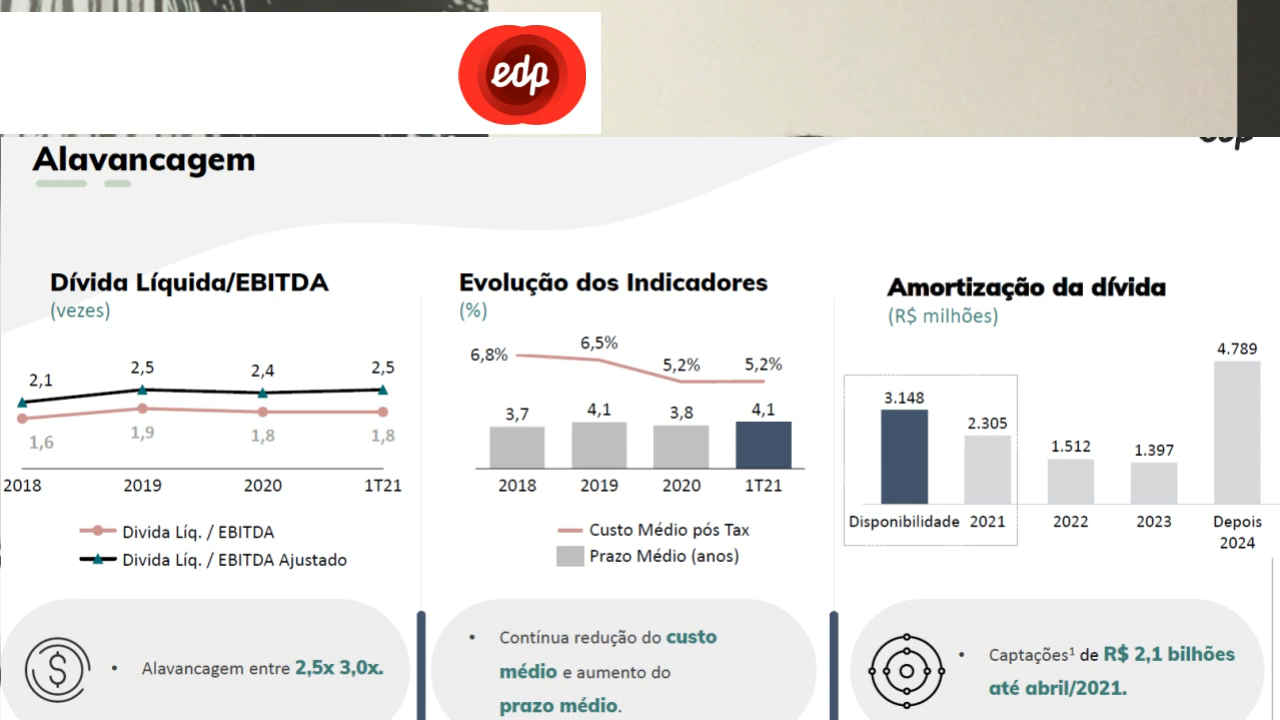 edp
Alavancagem
Dívida Líquida/EBITDA
(vezes)
2,1
2,5
2,4
2,5
1,6
1,9
1,8
1,8
2018 2019 2020 1T21
Divida Líq. / EBITDA
Divida Líq. / EBITDA Ajustado
Alavancagem entre 2,5x 3,0x.
Evolução dos Indicadores
(%)
6,8%
6,5%
5,2%
5,2%
3,7
4,1
3,8
4,1
2018 2019 2020 1T21
Custo Médio pós Tax
Prazo Médio (anos)
Contínua redução do custo
médio e aumento do
prazo médio.
Amortização da dívida
(R$ milhões)
3.148
2.305
1.512
1.397
4.789
Disponibilidade 2021 2022 2023 Depois
2024
Captações¹ de R$ 2,1 bilhões
até abril/2021.